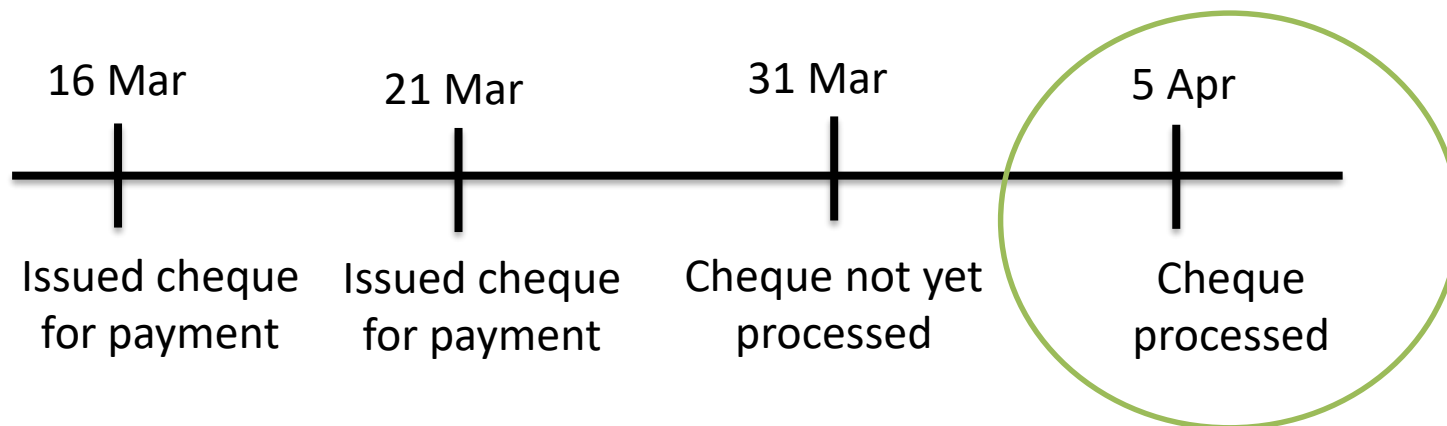 16 Mar
21 Mar
31 Mar
5 Apr
Issued cheque
for payment
Issued cheque
for payment
Cheque not yet
processed
Cheque
processed